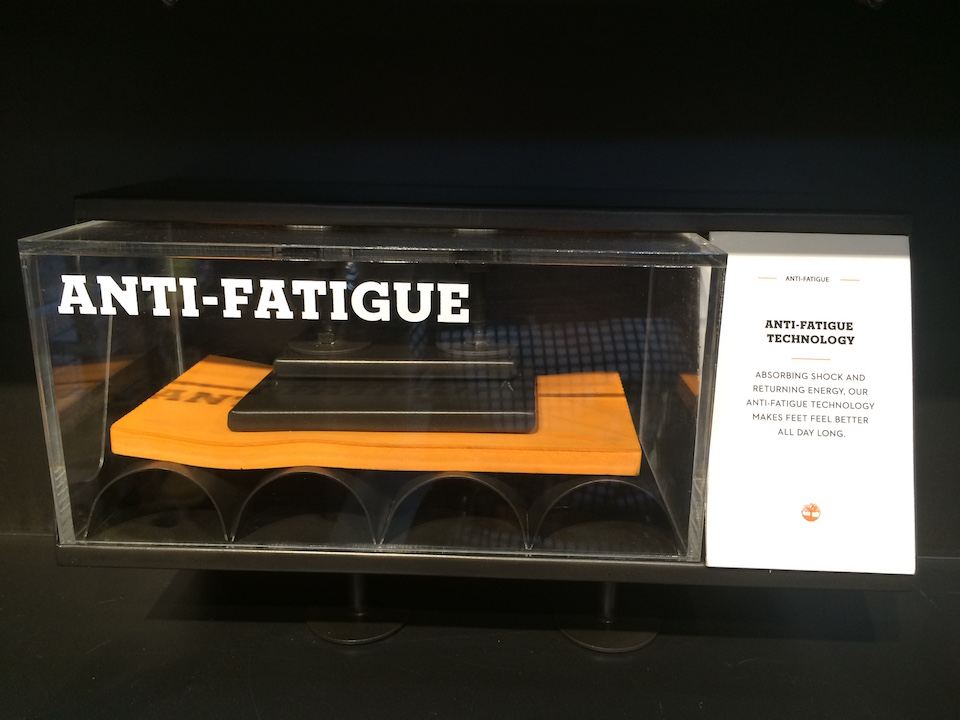 ANTI-FATIGUE
ANTI-FATIGUE
ANTI-FATIGUE
TECHNOLOGY
ABSORBING SHOCK AND
RETURNING ENERGY, OUR
ANTI-FATIGUE TECHNOLOGY
MAKES FEET FEEL BETTER
ALL DAY LONG.